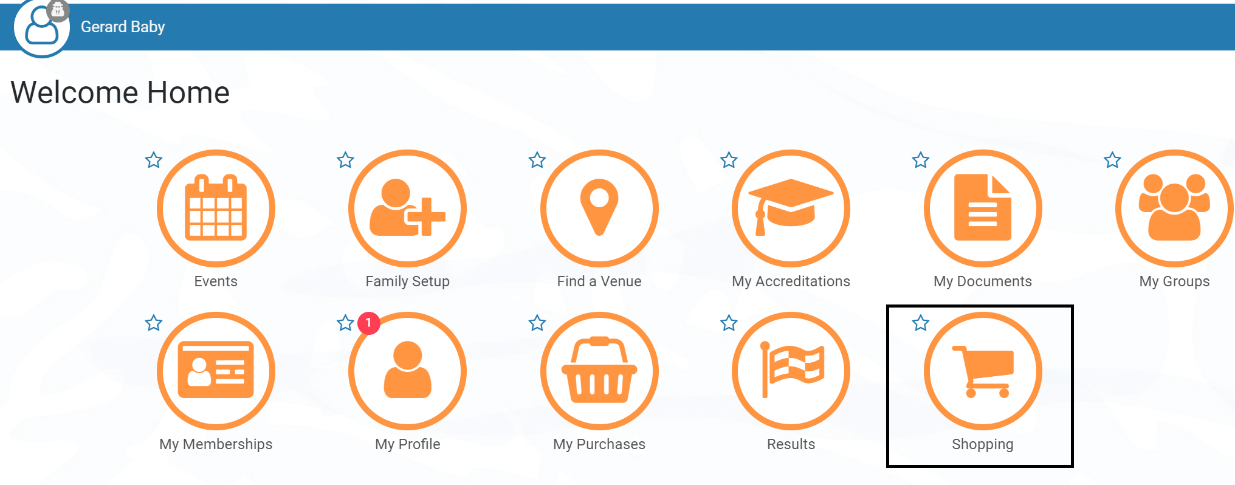 Gerard Baby
Welcome Home
Events
Family Setup
Find a Venue
My Accreditations
My Documents
My Groups
My Memberships
1
My Profile
My Purchases
Results
Shopping